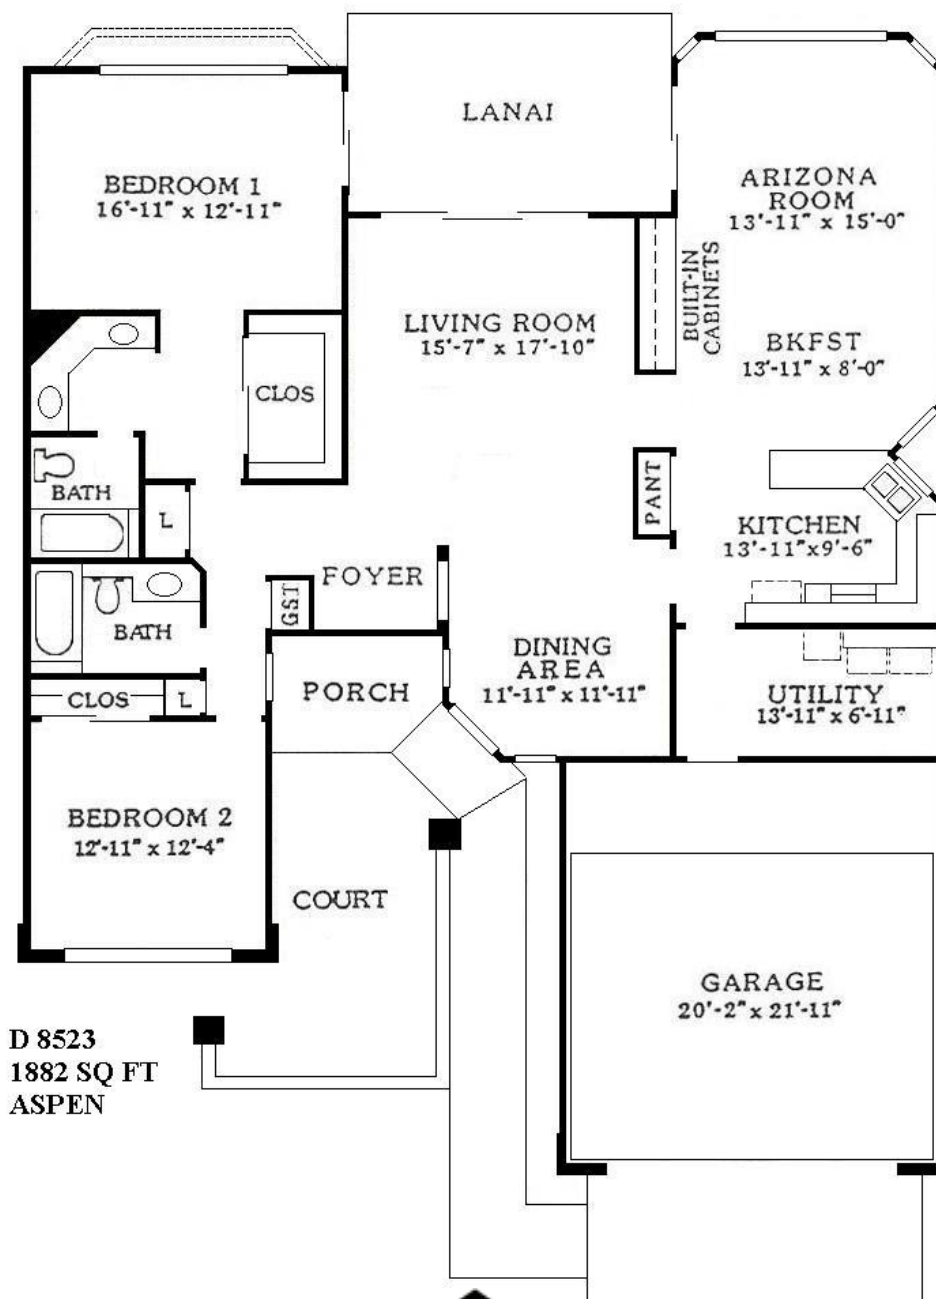 LANAI
BEDROOM 1
16'-11" x 12'-11"
ARIZONA
ROOM
13'-11" x 15'-0"
BUILT-IN
CABINETS
LIVING ROOM
15'-7" x 17'-10"
BKFST
13'-11" x 8'-0"
CLOS
BATH
L
PANT
KITCHEN
13'-11"x9'-6"
FOYER
GST
BATH
DINING
AREA
11'-11" x 11'-11"
PORCH
CLOS
L
UTILITY
13'-11" x 6'-11"
BEDROOM 2
12'-11" x 12'-4"
COURT
GARAGE
20'-2" x 21'-11"
D 8523
1882 SQ FT
ASPEN